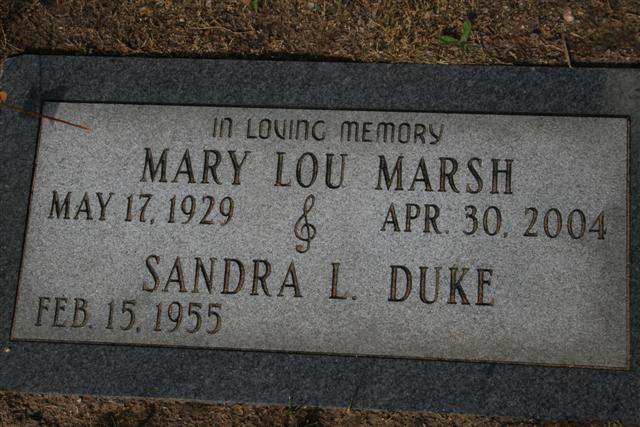 IN LOVING MEMORY
MARY LOU MARSH
MAY 17, 1929 APR. 30, 2004
SANDRA L. DUKE
FEB. 15, 1955